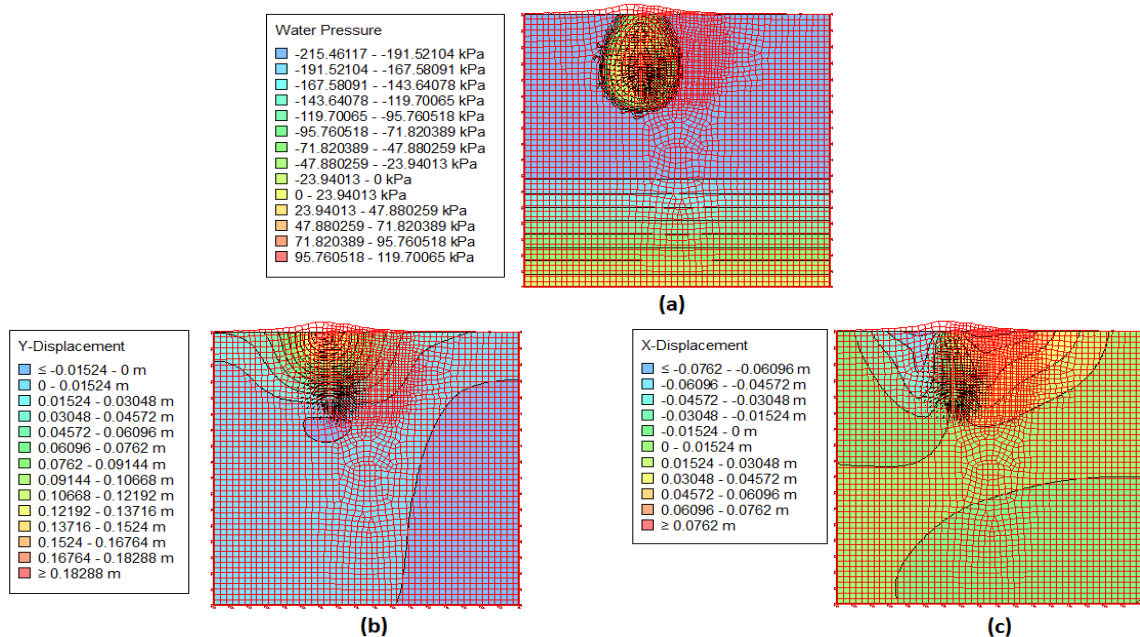 Water Pressure
-215.46117 - -191.52104 kPa
-191.52104 - -167.58091 kPa
-167.58091 - -143.64078 kPa
-143.64078 - -119.70065 kPa
-119.70065 - -95.760518 kPa
-95.760518 - -71.820389 kPa
-71.820389 - -47.880259 kPa
-47.880259 - -23.94013 kPa
-23.94013 - 0 kPa
0 - 23.94013 kPa
23.94013 - 47.880259 kPa
47.880259 - 71.820389 kPa
71.820389 - 95.760518 kPa
95.760518 - 119.70065 kPa
(a)
Y-Displacement
≤ -0.01524 - 0 m
0 - 0.01524 m
0.01524 - 0.03048 m
0.03048 - 0.04572 m
0.04572 - 0.06096 m
0.06096 - 0.0762 m
0.0762 - 0.09144 m
0.09144 - 0.10668 m
0.10668 - 0.12192 m
0.12192 - 0.13716 m
0.13716 - 0.1524 m
0.1524 - 0.16764 m
0.16764 - 0.18288 m
≥ 0.18288 m
(b)
X-Displacement
≤ -0.0762 - -0.06096 m
-0.06096 - -0.04572 m
-0.04572 - -0.03048 m
-0.03048 - -0.01524 m
-0.01524 - 0 m
0 - 0.01524 m
0.01524 - 0.03048 m
0.03048 - 0.04572 m
0.04572 - 0.06096 m
0.06096 - 0.0762 m
≥ 0.0762 m
(c)